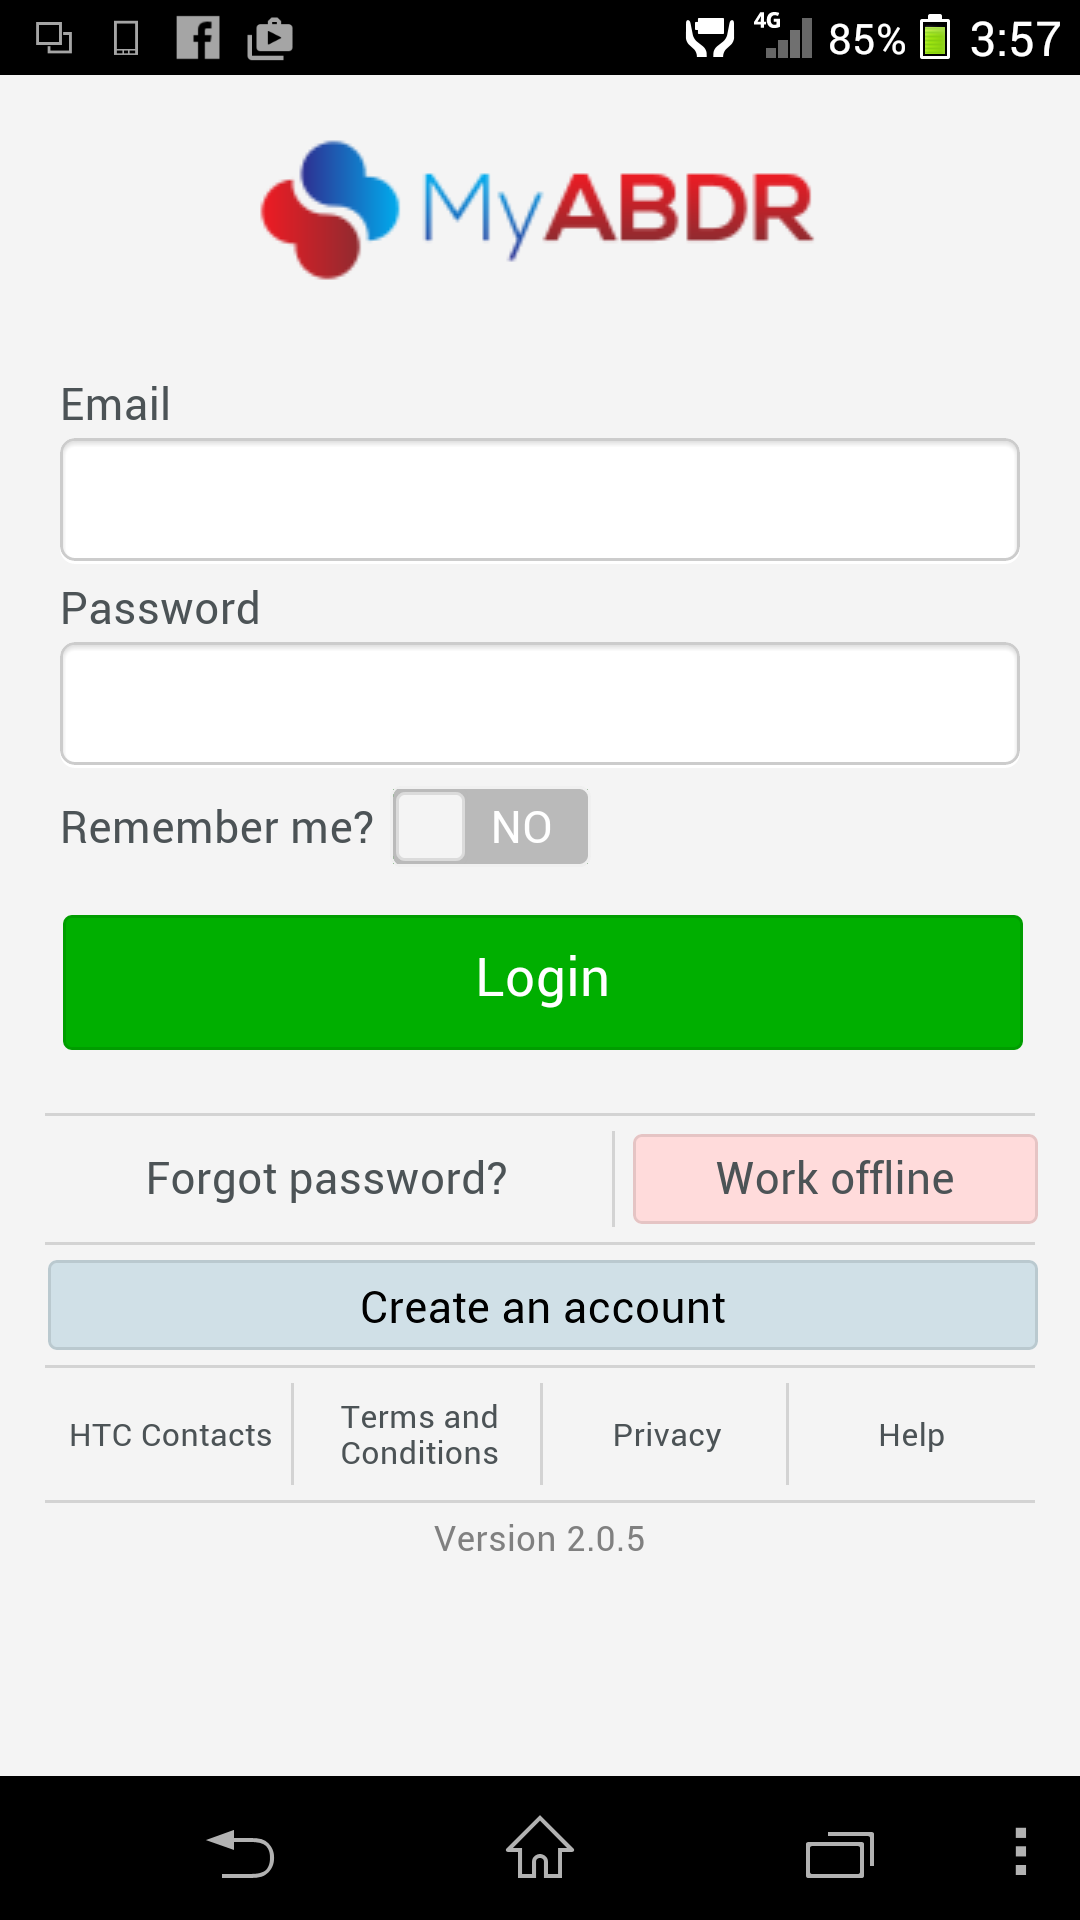 4G 85% 3:57
MyABDR
Email
Password
Remember me? NO
Login
Forgot password? Work offline
Create an account
HTC Contacts
Terms and
Conditions
Privacy
Help
Version 2.0.5